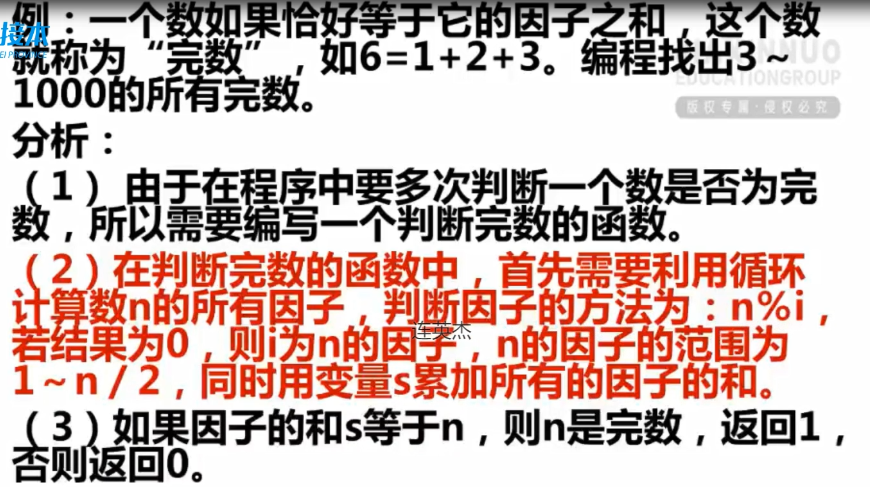 例：一个数如果恰好等于它的因子之和，这个数
就称为“完数”，如6=1+2+3。编程找出3～
1000的所有完数。
分析：
（1） 由于在程序中要多次判断一个数是否为完
数，所以需要编写一个判断完数的函数。
（2）在判断完数的函数中，首先需要利用循环
计算数n的所有因子，判断因子的方法为：n%i，
若结果为0，则i为n的因子，n的因子的范围为
1～n／2，同时用变量s累加所有的因子的和。
（3）如果因子的和s等于n，则n是完数，返回1，
否则返回0。
接本
NUO
EDUCATIONGROUP
版权专属·侵权必究
连英杰